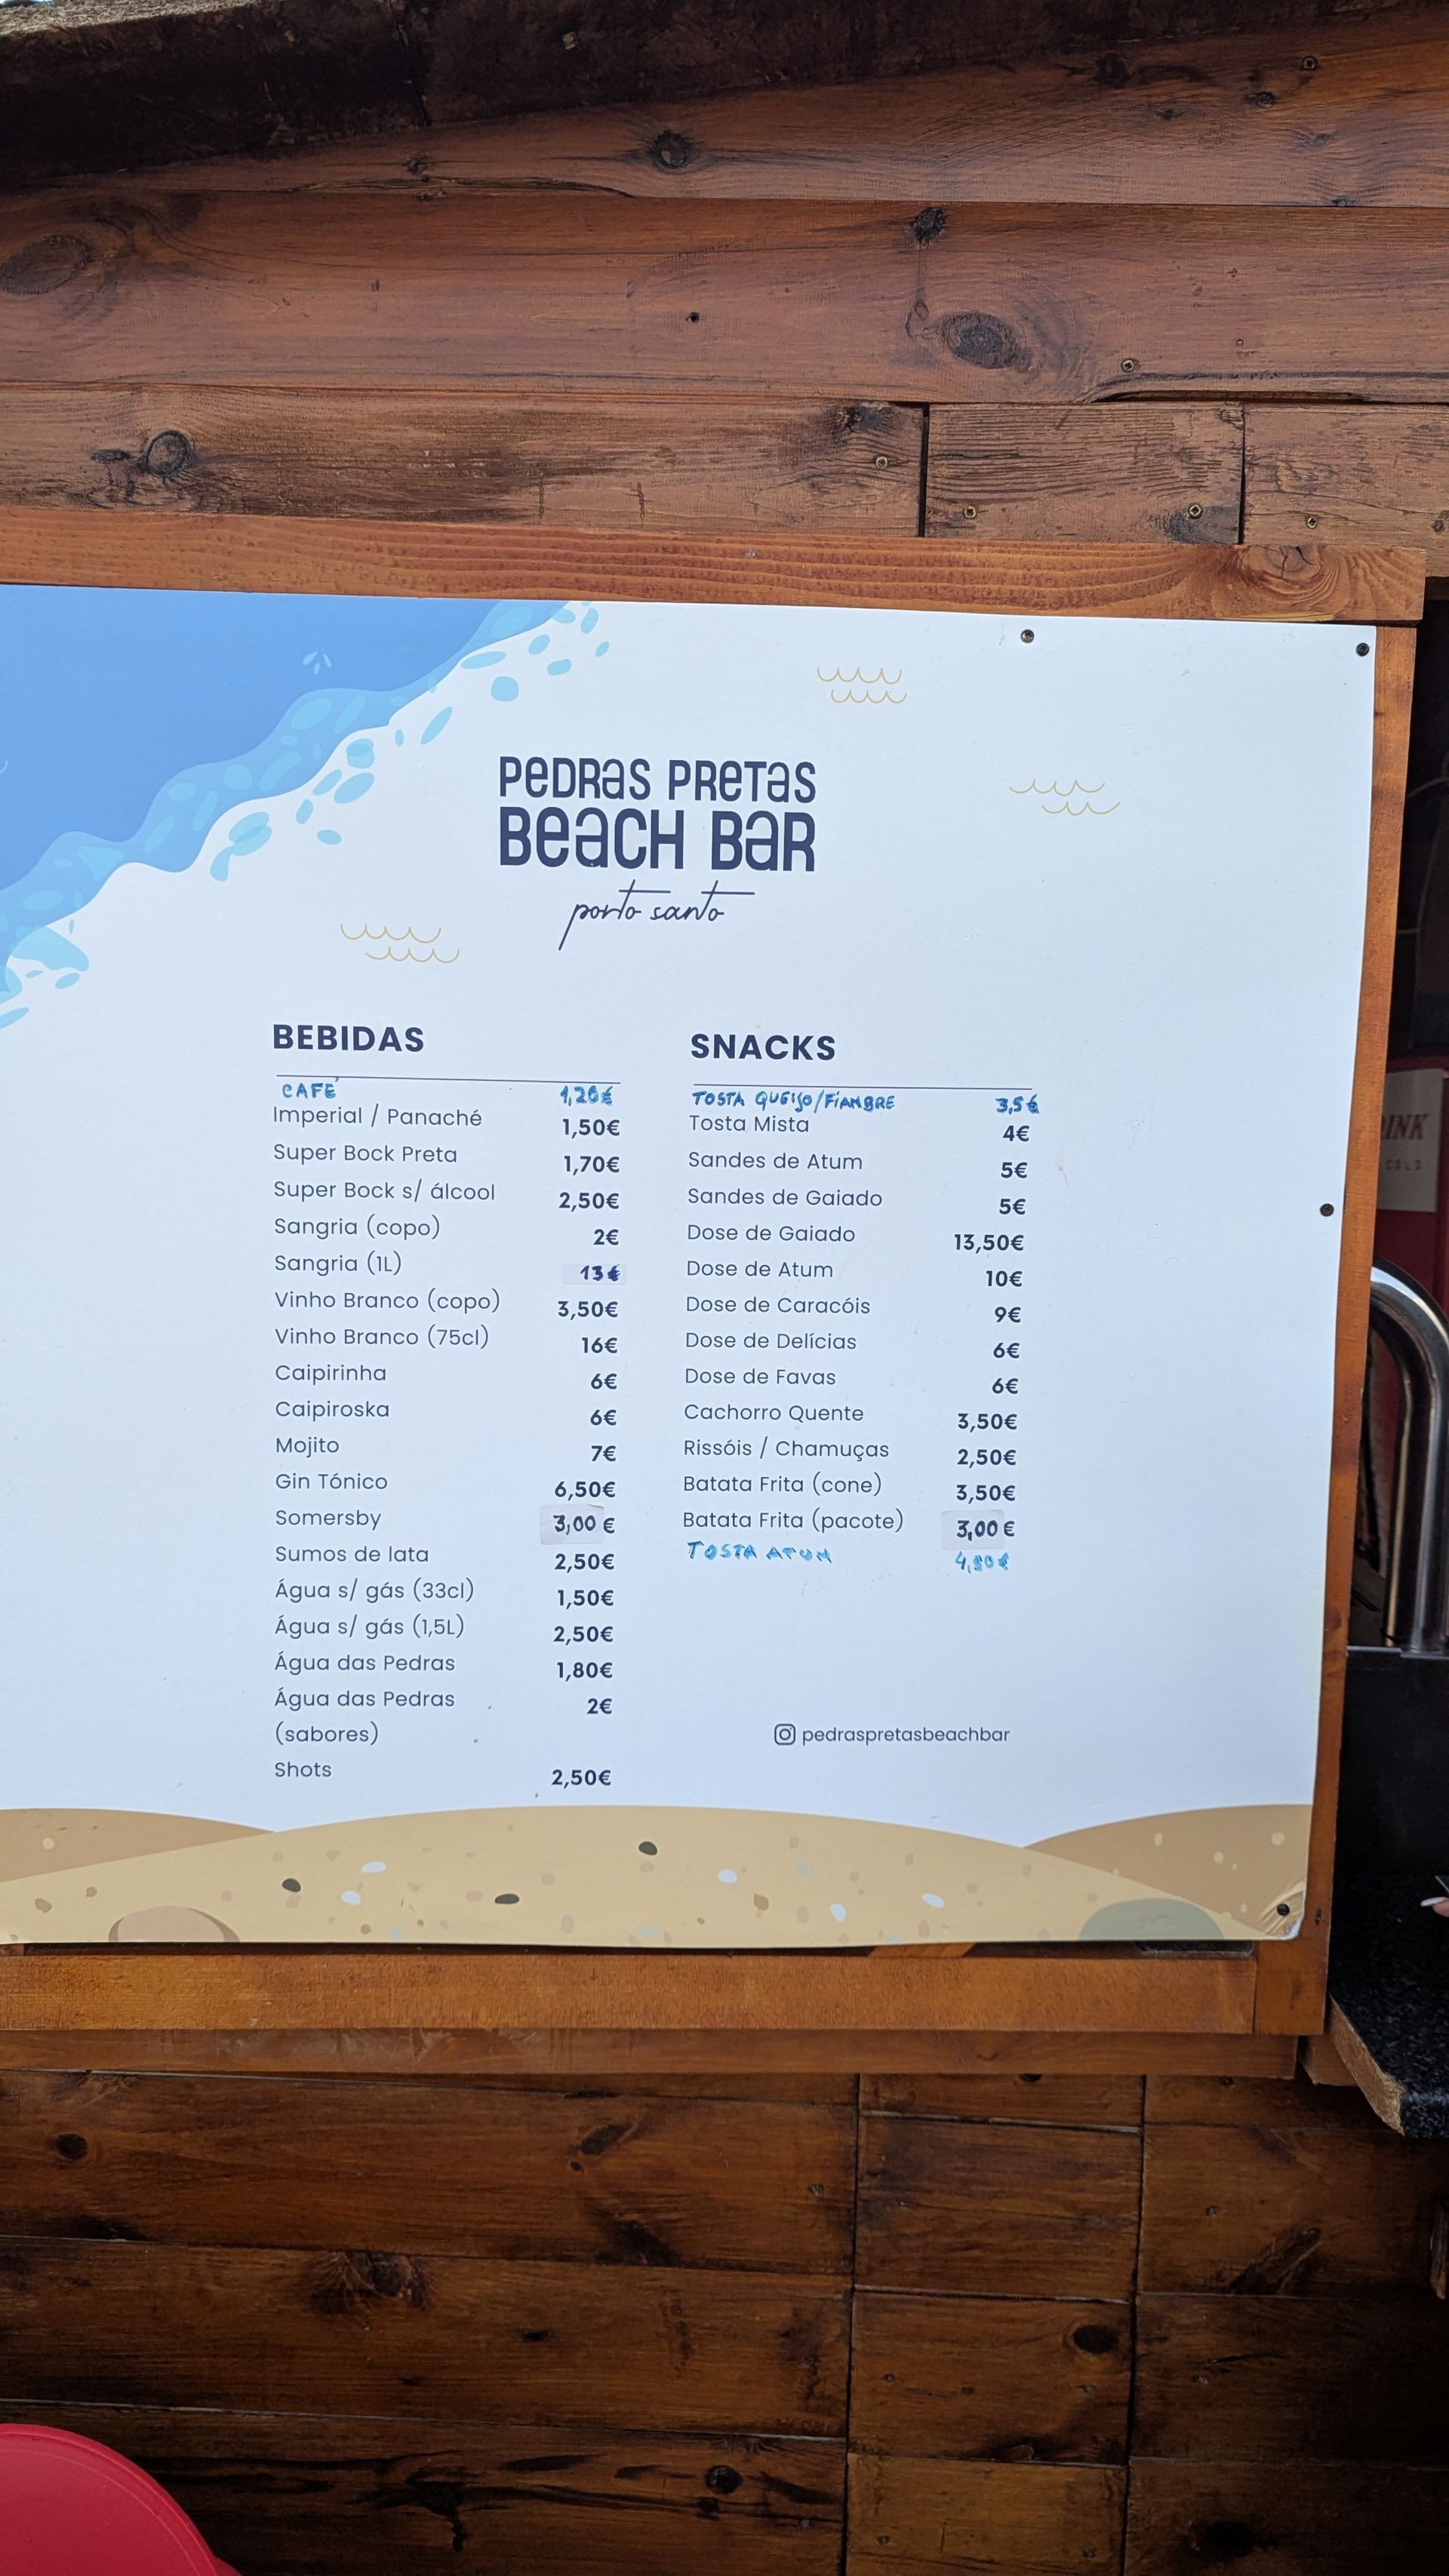 PEDRAS PRETAS
BEACH BAR
porto santo
BEBIDAS
CAFÉ 1,20€
Imperial / Panaché 1,50€
Super Bock Preta 1,70€
Super Bock s/ álcool 2,50€
Sangria (copo) 2€
Sangria (1L) 13€
Vinho Branco (copo) 3,50€
Vinho Branco (75cl) 16€
Caipirinha 6€
Caipiroska 6€
Mojito 7€
Gin Tónico 6,50€
Somersby 3,00 €
Sumos de lata 2,50€
Água s/ gás (33cl) 1,50€
Água s/ gás (1,5L) 2,50€
Água das Pedras 1,80€
Água das Pedras 2€
(sabores)
Shots 2,50€
SNACKS
TOSTA QUEIJO/FIAMBRE 3,5€
Tosta Mista 4€
Sandes de Atum 5€
Sandes de Gaiado 5€
Dose de Gaiado 13,50€
Dose de Atum 10€
Dose de Caracóis 9€
Dose de Delícias 6€
Dose de Favas 6€
Cachorro Quente 3,50€
Rissóis / Chamuças 2,50€
Batata Frita (cone) 3,50€
Batata Frita (pacote) 3,00 €
TOSTA ATUM
pedraspretasbeachbar
COLD